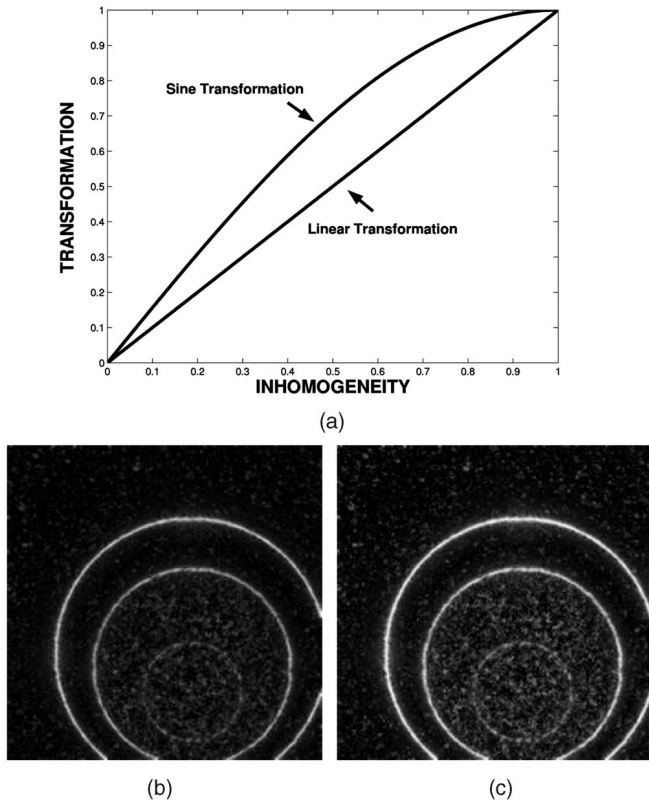 1
0.9
0.8
0.7
0.6
0.5
0.4
0.3
0.2
0.1
0
TRANSFORMATION
Sine Transformation
Linear Transformation
0 0.1 0.2 0.3 0.4 0.5 0.6 0.7 0.8 0.9 1
INHOMOGENEITY
(a)
(b)
(c)